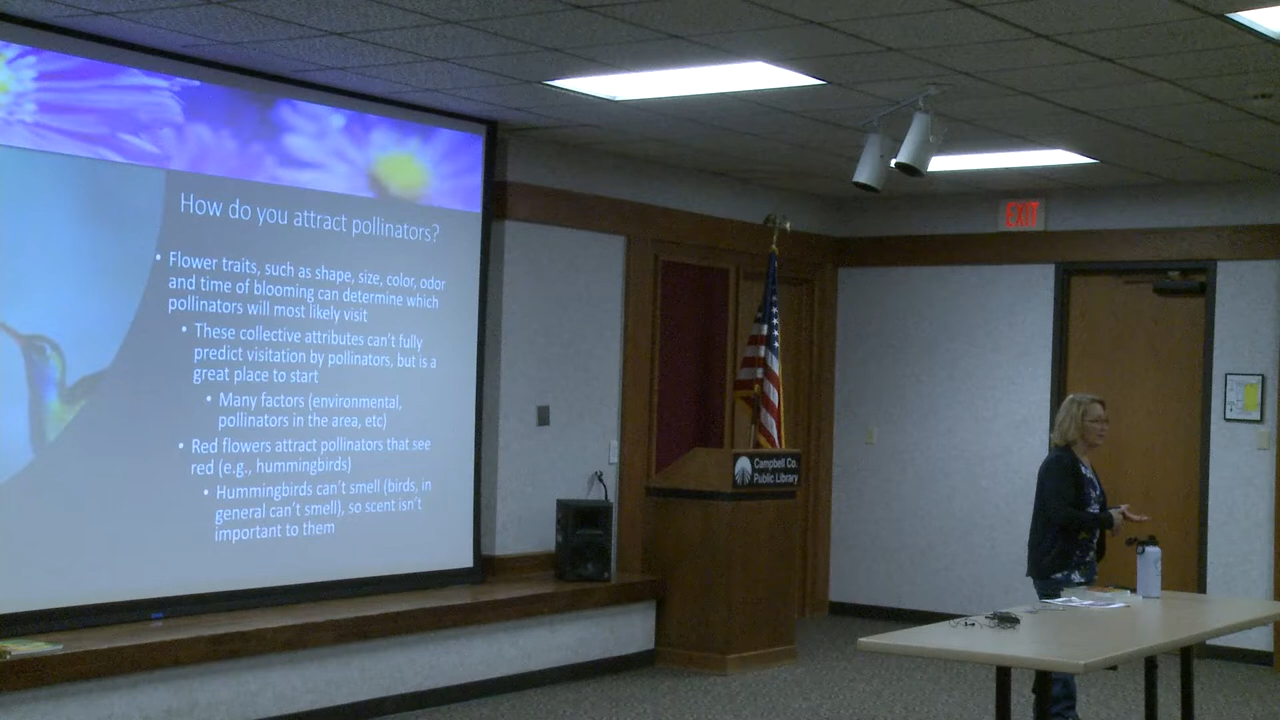 How do you attract pollinators?
• Flower traits, such as shape, size, color, odor
and time of blooming can determine which
pollinators will most likely visit
• These collective attributes can't fully
predict visitation by pollinators, but is a
great place to start
• Many factors (environmental,
pollinators in the area, etc)
• Red flowers attract pollinators that see
red (e.g., hummingbirds)
• Hummingbirds can't smell (birds, in
general can't smell), so scent isn't
important to them
EXIT
Campbell Co.
Public Library